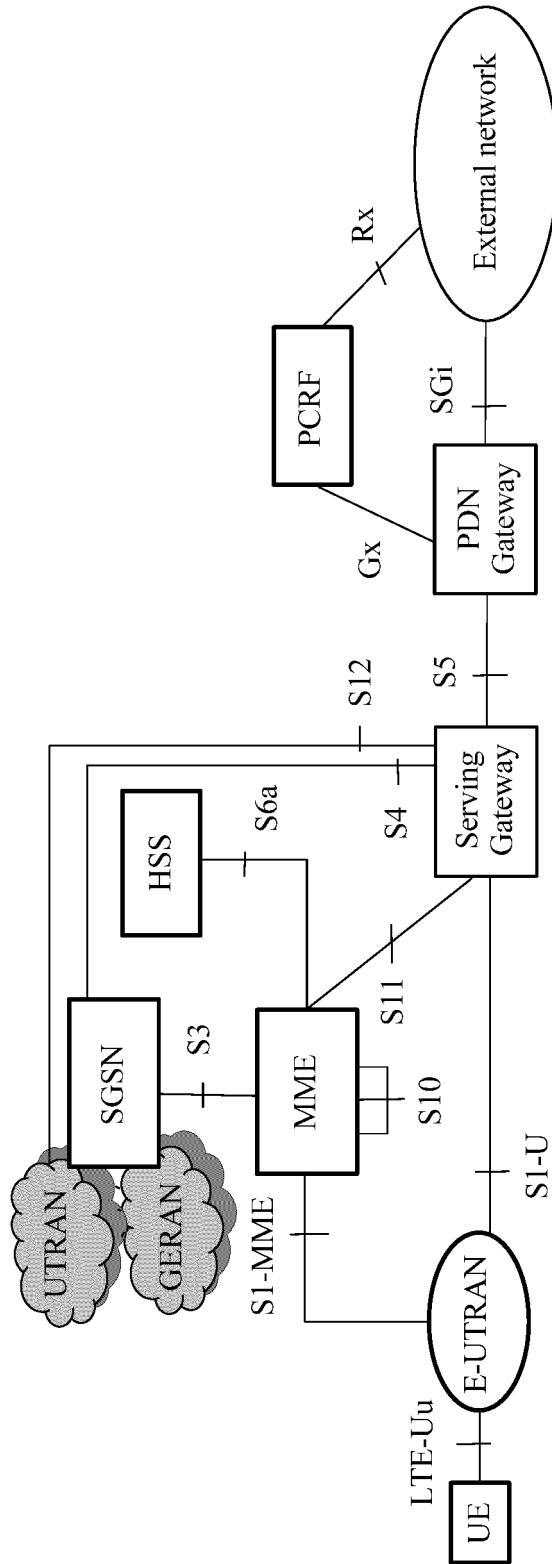 UTRAN
SGSN
GERAN
HSS
S3
S6a
S12
S4
S1-MME
MME
S10
S11
PCRF
Rx
Gx
LTE-Uu
UE
E-UTRAN
S1-U
Serving
Gateway
S5
PDN
Gateway
SGi
External network